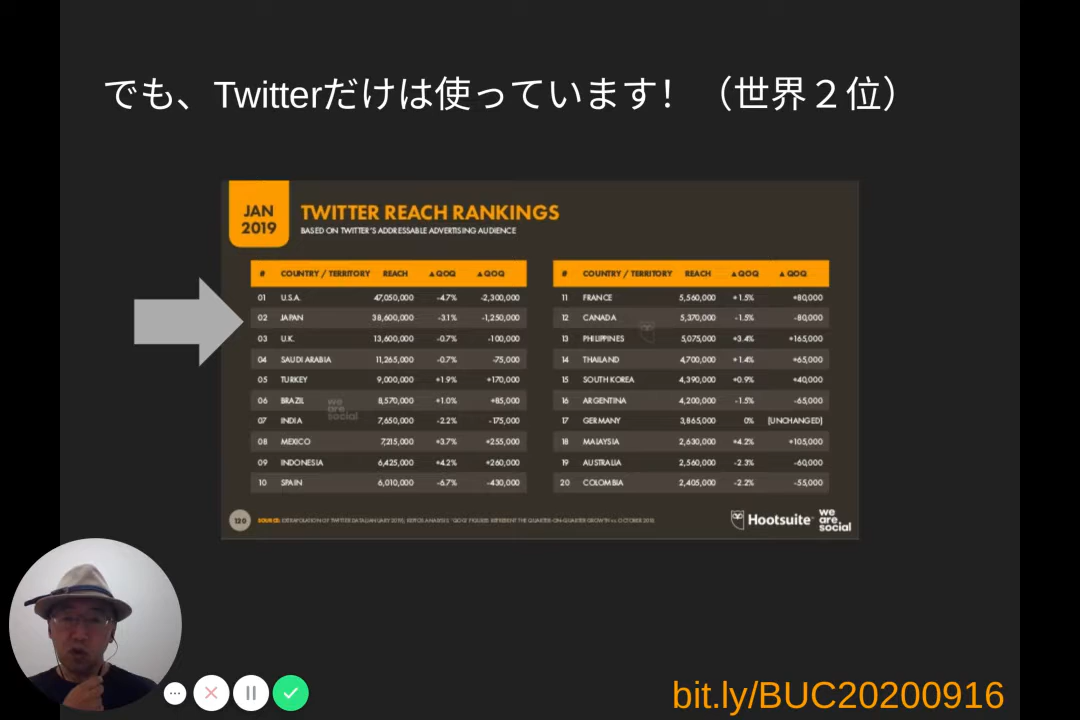 でも、Twitterだけは使っています！（世界２位）
JAN
2019
TWITTER REACH RANKINGS
BASED ON TWITTER'S ADDRESSABLE ADVERTISING AUDIENCE
# COUNTRY / TERRITORY REACH ▲QOQ ▲QOQ
01 U.S.A. 47,050,000 -4.7% -2,300,000
02 JAPAN 38,600,000 -3.1% -1,250,000
03 U.K. 13,600,000 -0.7% -100,000
04 SAUDI ARABIA 11,265,000 -0.7% -75,000
05 TURKEY 9,000,000 +1.9% +170,000
06 BRAZIL 8,570,000 +1.0% +85,000
07 INDIA 7,650,000 -2.2% -175,000
08 MEXICO 7,215,000 +3.7% +255,000
09 INDONESIA 6,425,000 +4.2% +260,000
10 SPAIN 6,010,000 -6.7% -430,000
# COUNTRY / TERRITORY REACH ▲QOQ ▲QOQ
11 FRANCE 5,560,000 +1.5% +80,000
12 CANADA 5,370,000 -1.5% -80,000
13 PHILIPPINES 5,075,000 +3.4% +165,000
14 THAILAND 4,700,000 +1.4% +65,000
15 SOUTH KOREA 4,390,000 +0.9% +40,000
16 ARGENTINA 4,200,000 -1.5% -65,000
17 GERMANY 3,865,000 0% [UNCHANGED]
18 MALAYSIA 2,630,000 +4.2% +105,000
19 AUSTRALIA 2,560,000 -2.3% -60,000
20 COLOMBIA 2,405,000 -2.2% -55,000
we
are
social
120
SOURCE: EXTRAPOLATION OF TWITTER DATA (JANUARY 2019);
Hootsuite
we
are
social
bit.ly/BUC20200916